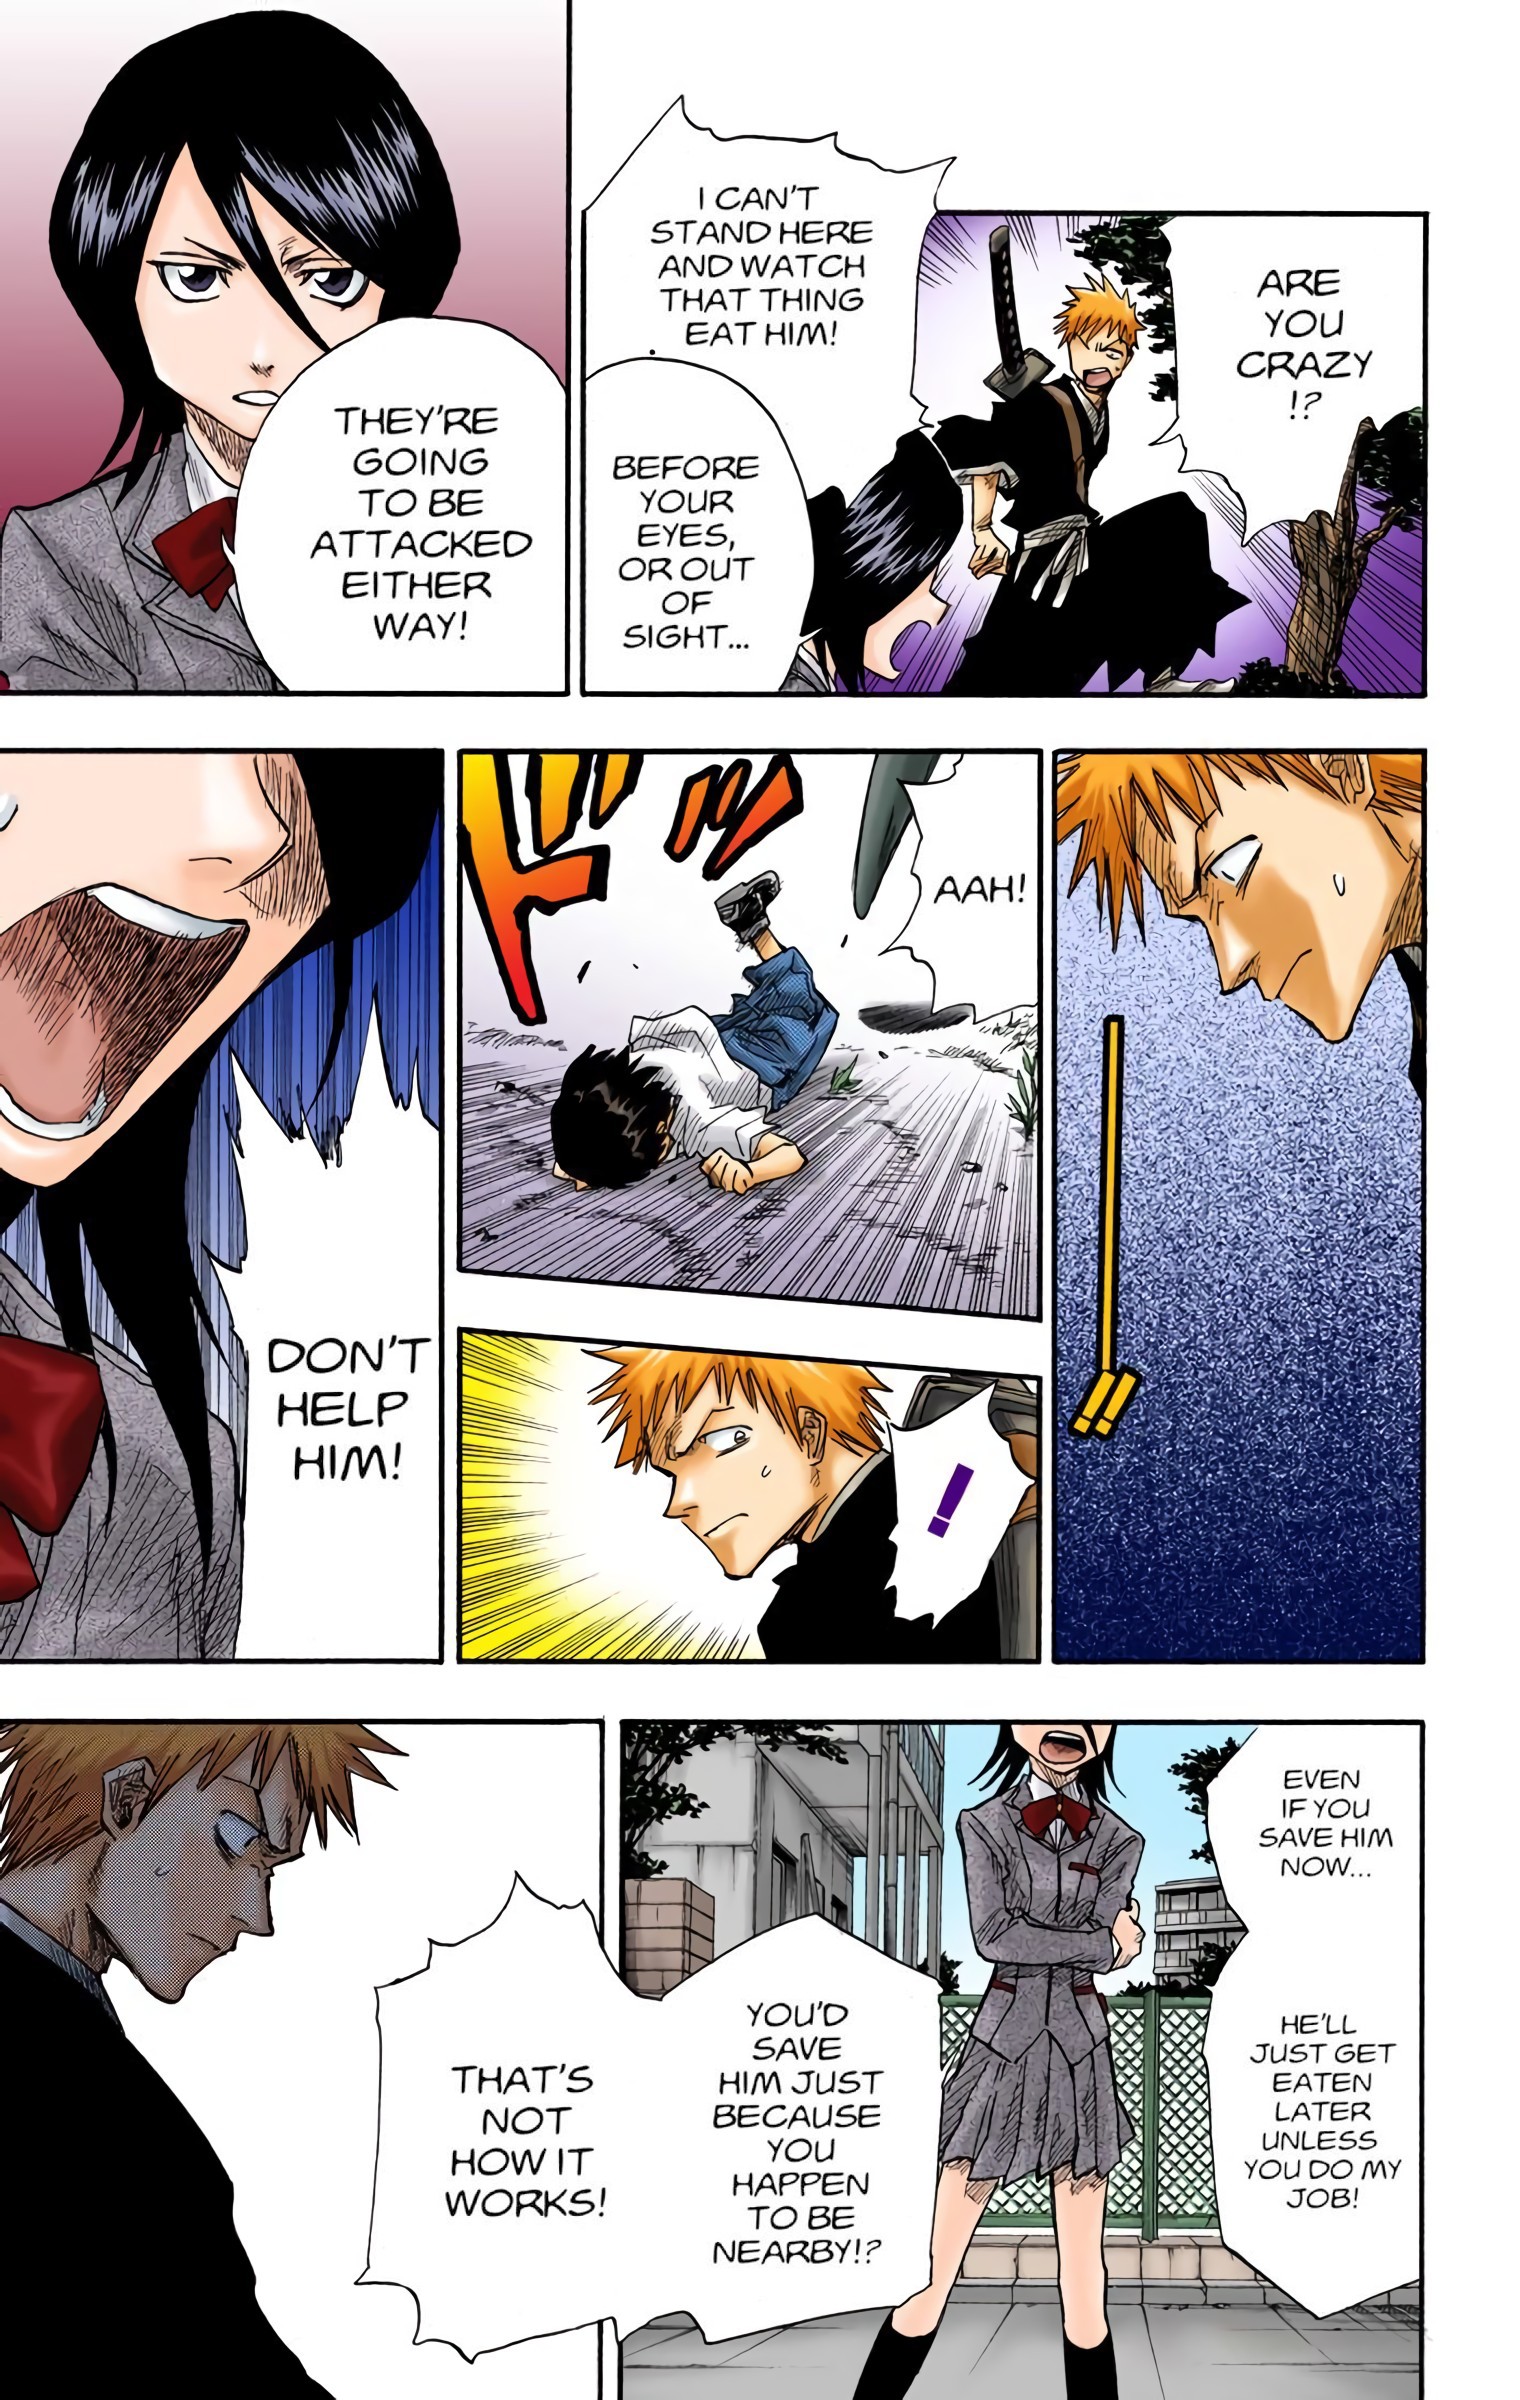 ARE
YOU
CRAZY
!?
I CAN'T
STAND HERE
AND WATCH
THAT THING
EAT HIM!
BEFORE
YOUR
EYES,
OR OUT
OF
SIGHT...
THEY'RE
GOING
TO BE
ATTACKED
EITHER
WAY!
!!
AAH!
ドドッ
!
DON'T
HELP
HIM!
EVEN
IF YOU
SAVE HIM
NOW...
HE'LL
JUST GET
EATEN
LATER
UNLESS
YOU DO MY
JOB!
YOU'D
SAVE
HIM JUST
BECAUSE
YOU
HAPPEN
TO BE
NEARBY!?
THAT'S
NOT
HOW IT
WORKS!